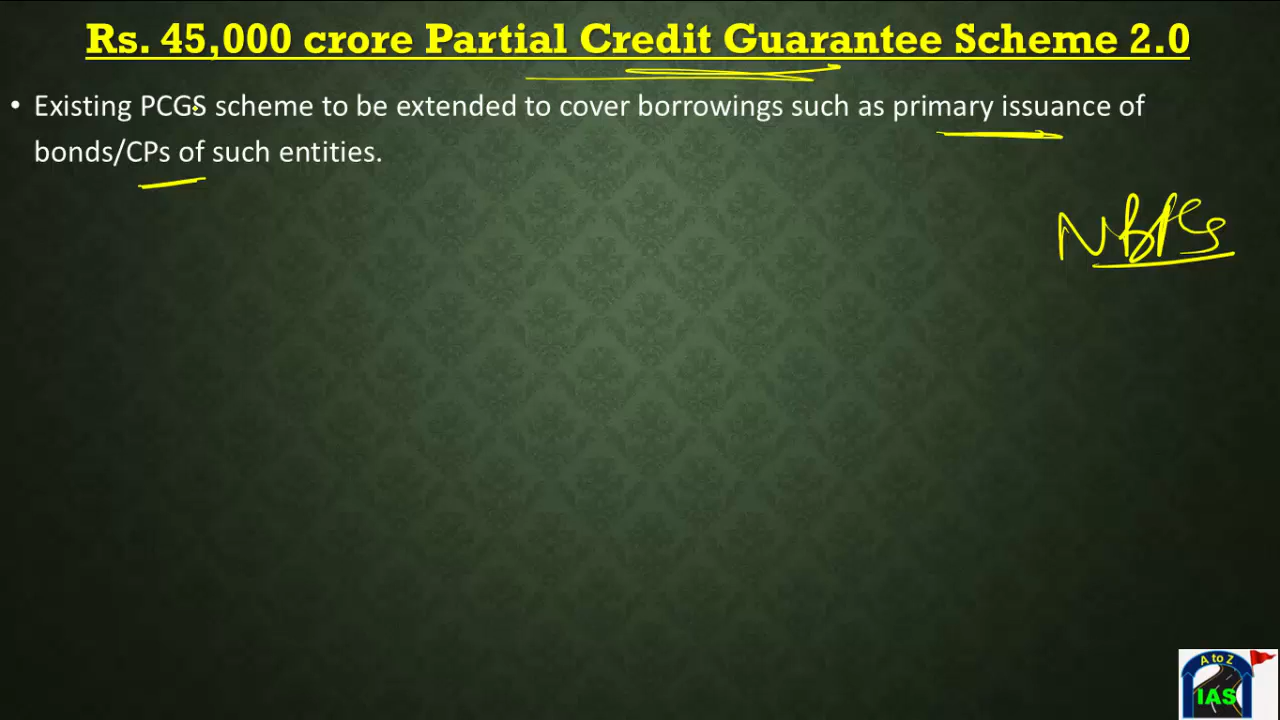 Rs. 45,000 crore Partial Credit Guarantee Scheme 2.0
• Existing PCGS scheme to be extended to cover borrowings such as primary issuance of
bonds/CPs of such entities.
NBFCs
A to Z
IAS